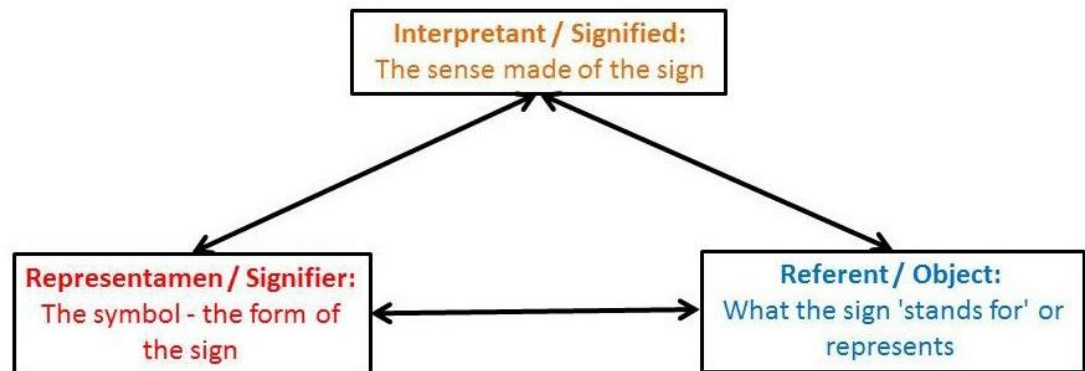 Interpretant / Signified:
The sense made of the sign
Representamen / Signifier:
The symbol - the form of
the sign
Referent / Object:
What the sign 'stands for' or
represents